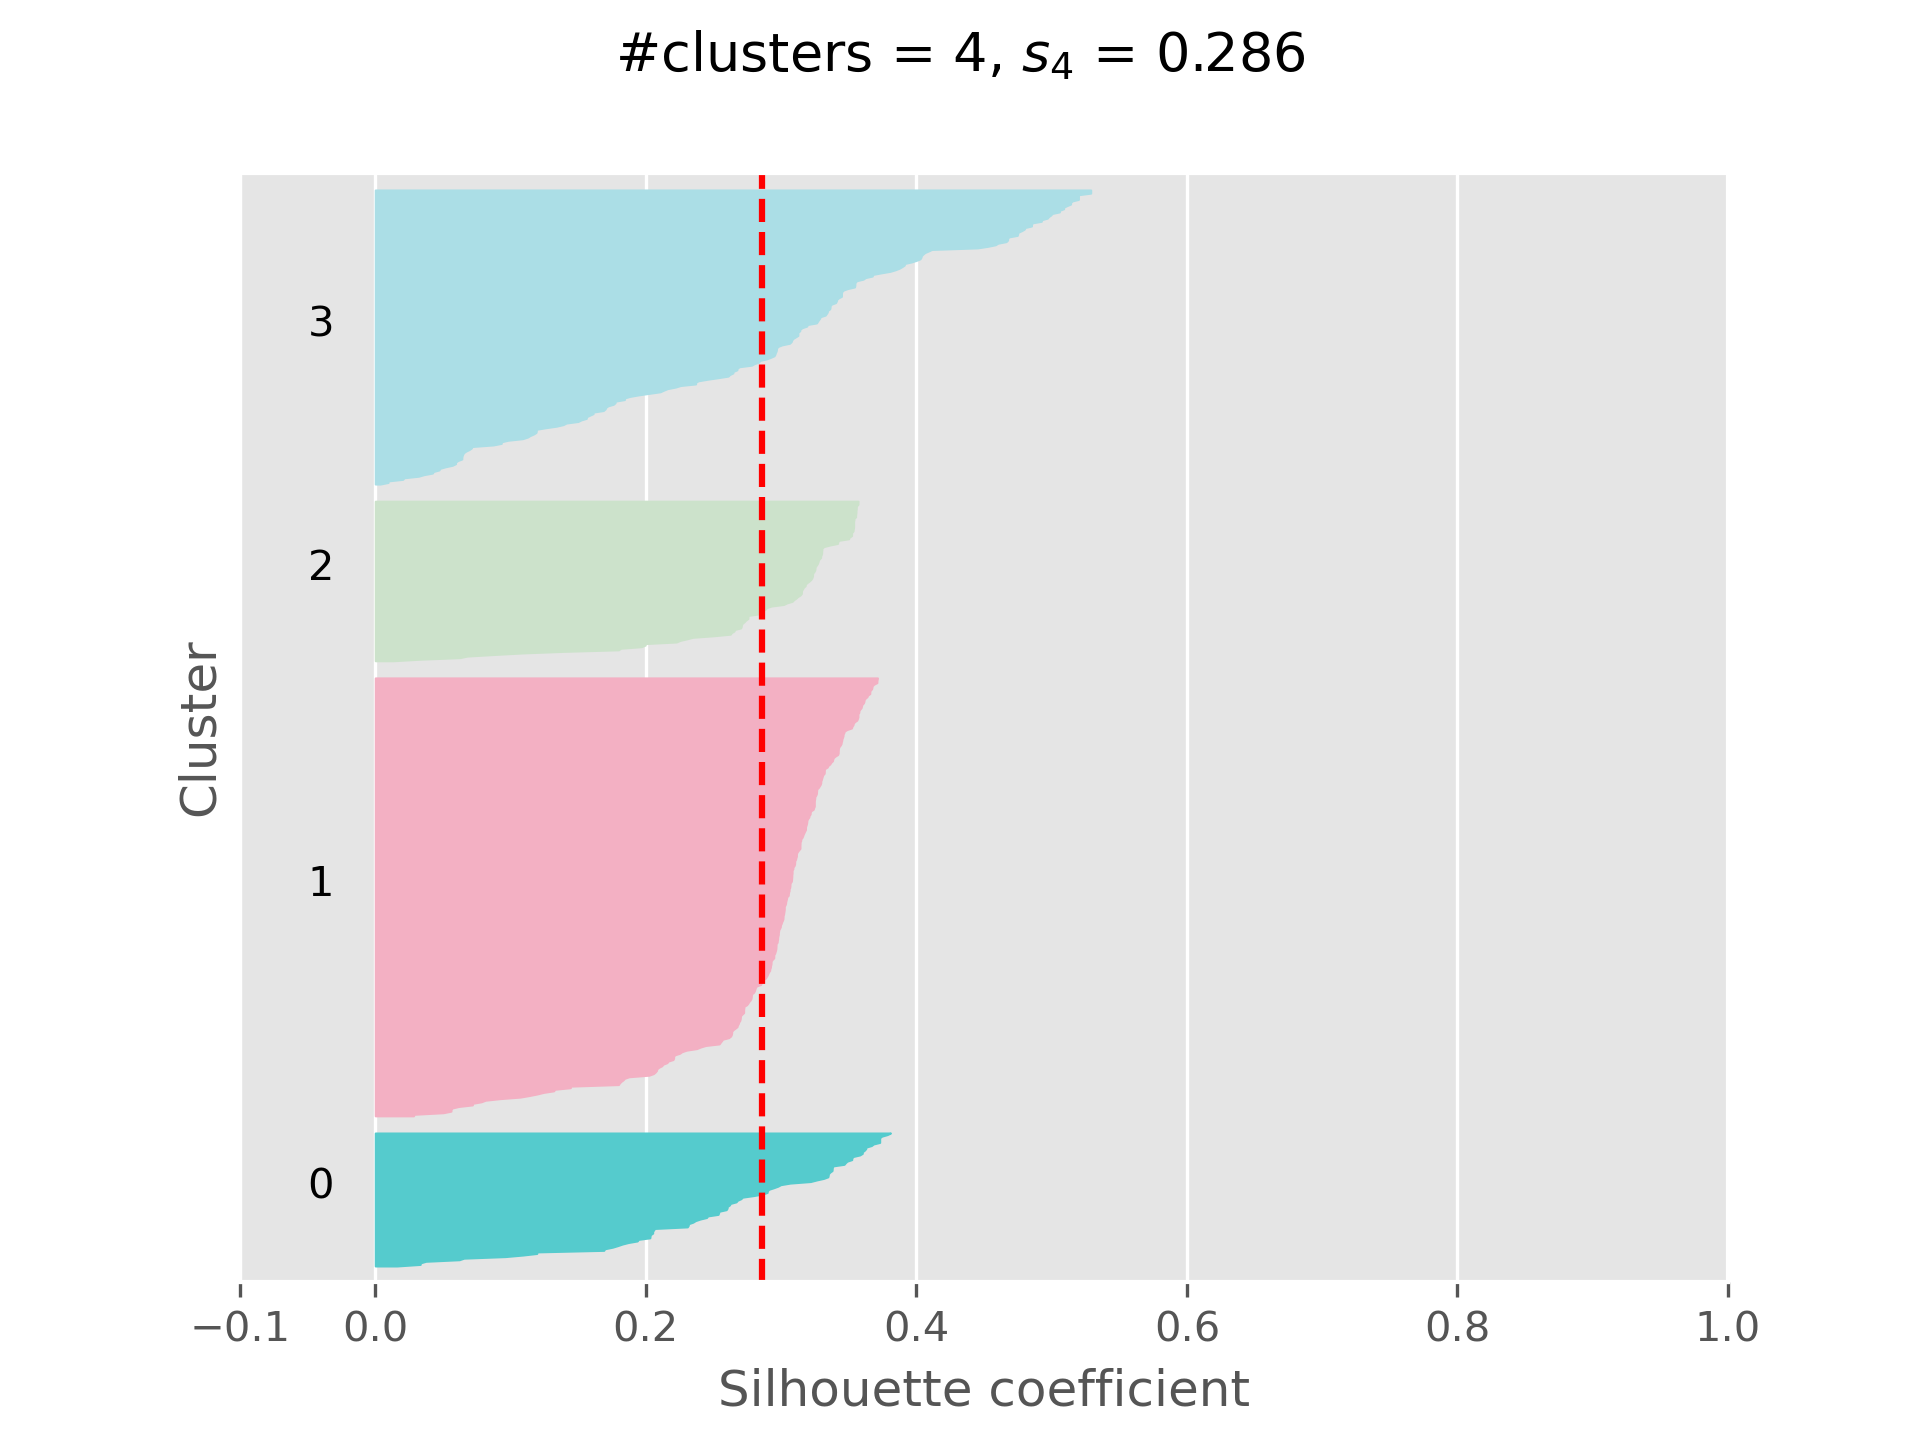 #clusters = 4, s₄ = 0.286
3
2
1
0
Cluster
−0.1 0.0 0.2 0.4 0.6 0.8 1.0
Silhouette coefficient